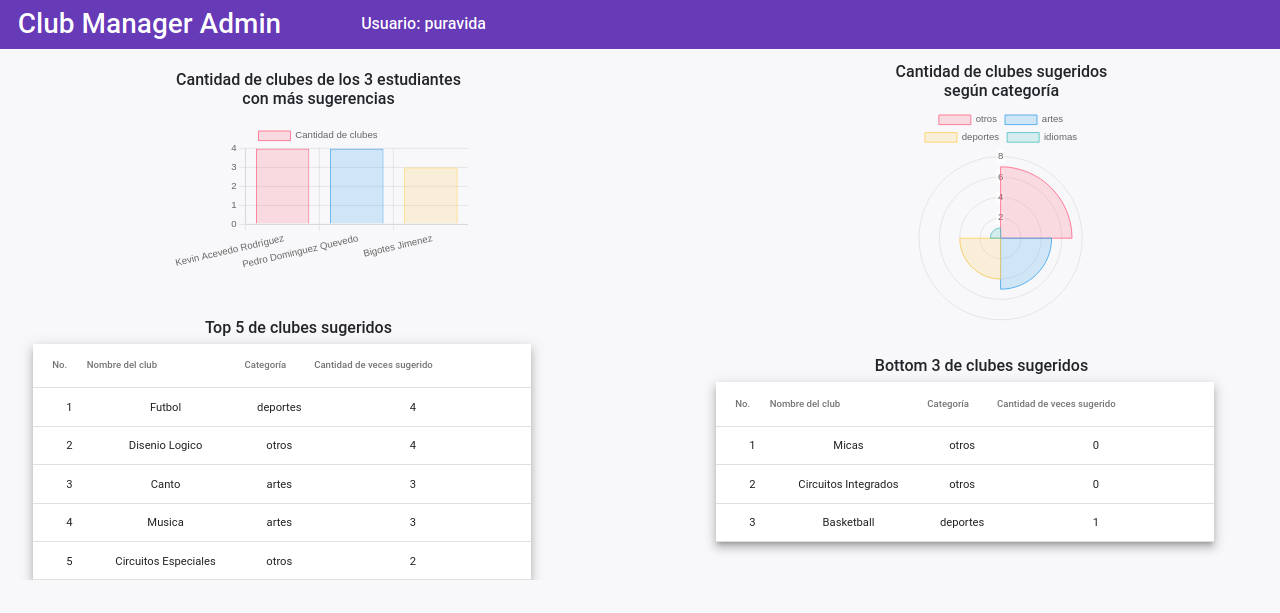 Club Manager Admin
Usuario: puravida
Cantidad de clubes de los 3 estudiantes
con más sugerencias
Cantidad de clubes
4
3
2
1
0
Kevin Acevedo Rodríguez
Pedro Dominguez Quevedo
Bigotes Jimenez
Cantidad de clubes sugeridos
según categoría
otros artes
deportes idiomas
8
6
4
2
Top 5 de clubes sugeridos
No. Nombre del club Categoría Cantidad de veces sugerido
1 Futbol deportes 4
2 Disenio Logico otros 4
3 Canto artes 3
4 Musica artes 3
5 Circuitos Especiales otros 2
Bottom 3 de clubes sugeridos
No. Nombre del club Categoría Cantidad de veces sugerido
1 Micas otros 0
2 Circuitos Integrados otros 0
3 Basketball deportes 1